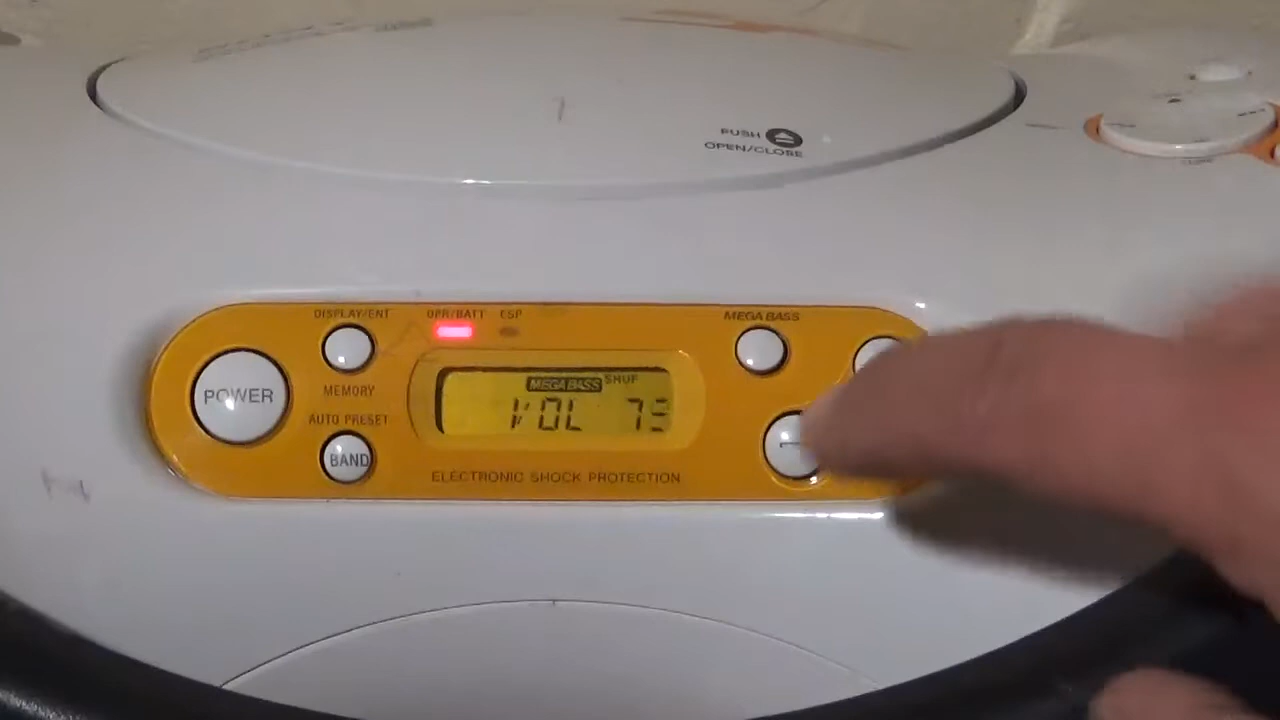 PUSH
OPEN/CLOSE
DISPLAY/ENT
OPR/BATT
ESP
MEGA BASS
POWER
MEMORY
MEGA BASS
SHUF
VOL
AUTO PRESET
BAND
ELECTRONIC SHOCK PROTECTION